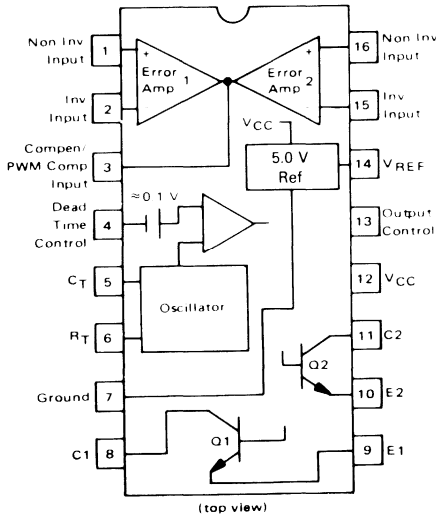 Non Inv
Input
1
+
Error
Amp 1
-
Inv
Input
2
Compen/
PWM Comp
Input
3
≈0.1 V
Dead
Time
Control
4
CT
5
Oscillator
RT
6
Ground
7
C1
8
Q1
16
Non Inv
Input
+
Error
Amp 2
-
15
Inv
Input
VCC
5.0 V
Ref
14
VREF
13
Output
Control
12
VCC
11
C2
Q2
10
E2
9
E1
(top view)